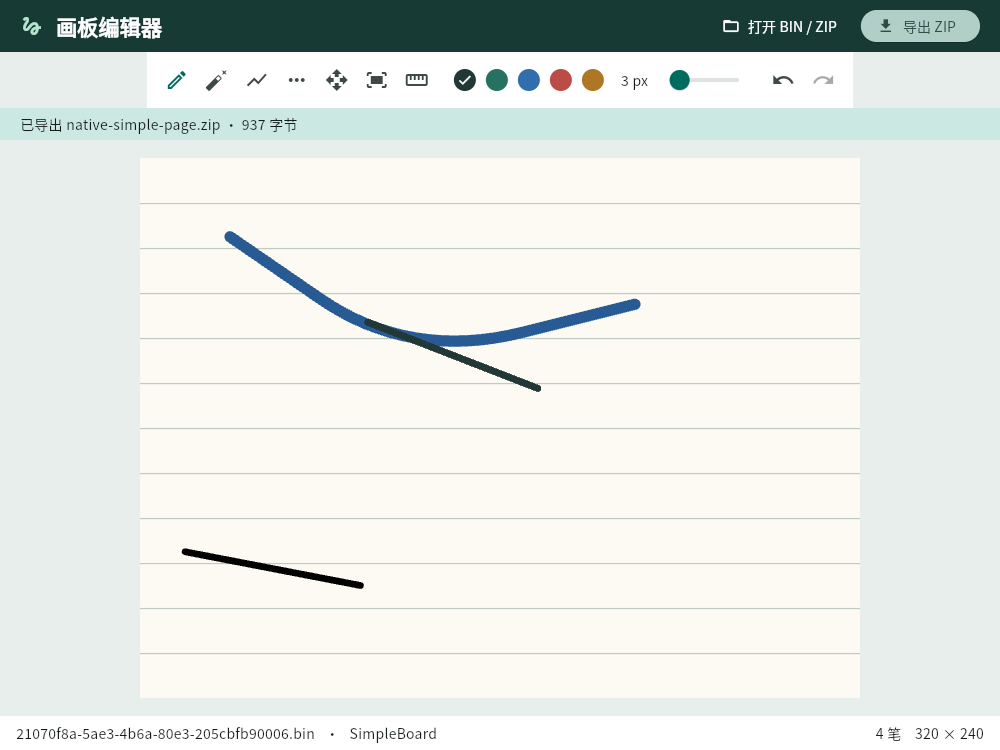 画板编辑器
打开 BIN / ZIP
导出 ZIP
3 px
已导出 native-simple-page.zip · 937 字节
21070f8a-5ae3-4b6a-80e3-205cbfb90006.bin · SimpleBoard
4 笔 320 × 240